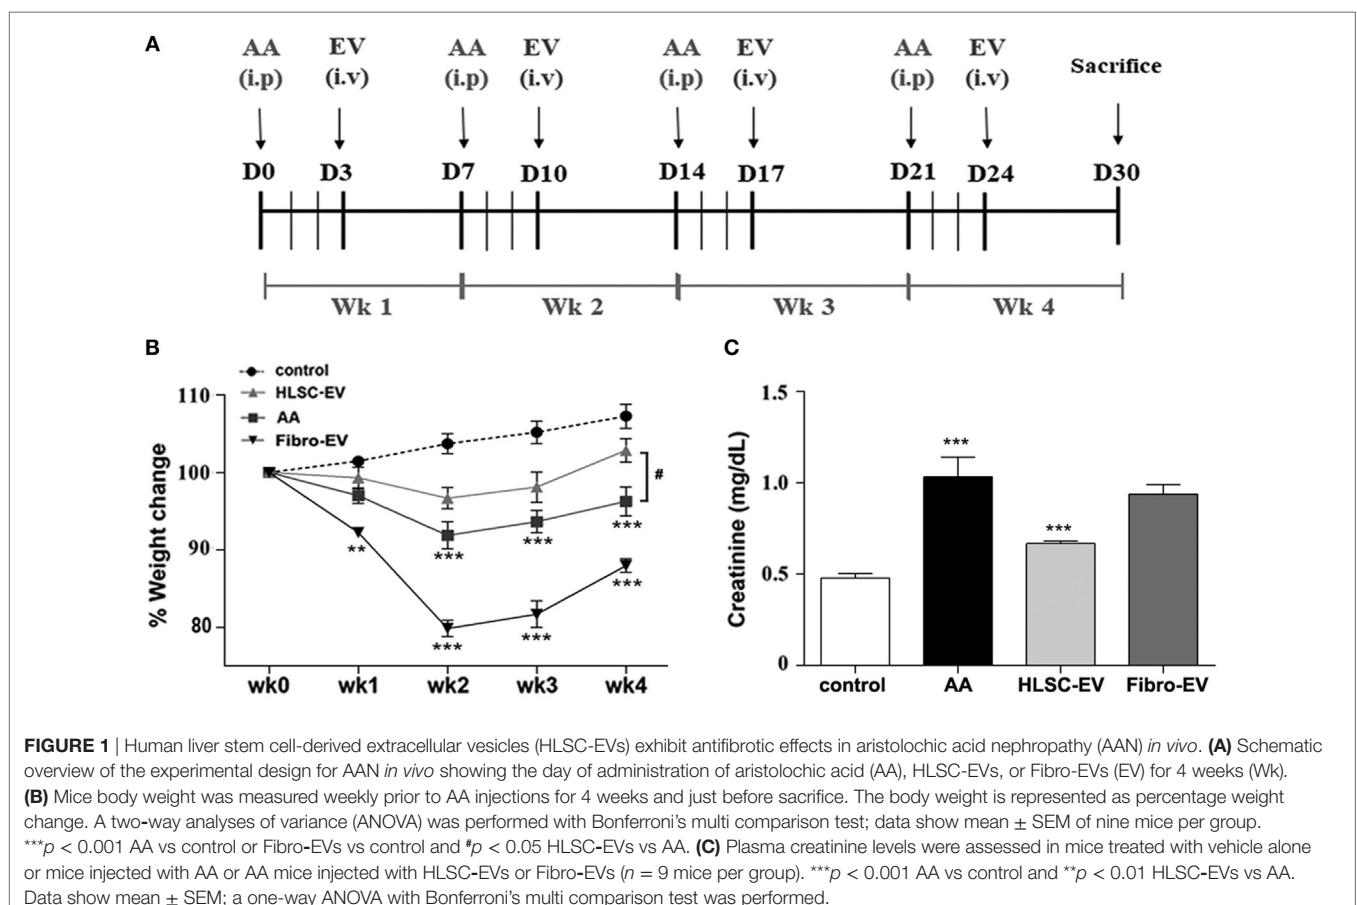 A
AA EV AA EV AA EV AA EV Sacrifice
(i.p) (i.v) (i.p) (i.v) (i.p) (i.v) (i.p) (i.v)
D0 D3 D7 D10 D14 D17 D21 D24 D30
Wk 1 Wk 2 Wk 3 Wk 4
B
control
HLSC-EV
AA
Fibro-EV
% Weight change
110
100
90
80
#
***
**
***
***
***
***
***
wk0 wk1 wk2 wk3 wk4
C
Creatinine (mg/dL)
1.5
1.0
0.5
0
***
***
control AA HLSC-EV Fibro-EV
FIGURE 1 | Human liver stem cell-derived extracellular vesicles (HLSC-EVs) exhibit antifibrotic effects in aristolochic acid nephropathy (AAN) in vivo. (A) Schematic
overview of the experimental design for AAN in vivo showing the day of administration of aristolochic acid (AA), HLSC-EVs, or Fibro-EVs (EV) for 4 weeks (Wk).
(B) Mice body weight was measured weekly prior to AA injections for 4 weeks and just before sacrifice. The body weight is represented as percentage weight
change. A two-way analyses of variance (ANOVA) was performed with Bonferroni's multi comparison test; data show mean ± SEM of nine mice per group.
***p < 0.001 AA vs control or Fibro-EVs vs control and #p < 0.05 HLSC-EVs vs AA. (C) Plasma creatinine levels were assessed in mice treated with vehicle alone
or mice injected with AA or AA mice injected with HLSC-EVs or Fibro-EVs (n = 9 mice per group). ***p < 0.001 AA vs control and **p < 0.01 HLSC-EVs vs AA.
Data show mean ± SEM; a one-way ANOVA with Bonferroni's multi comparison test was performed.